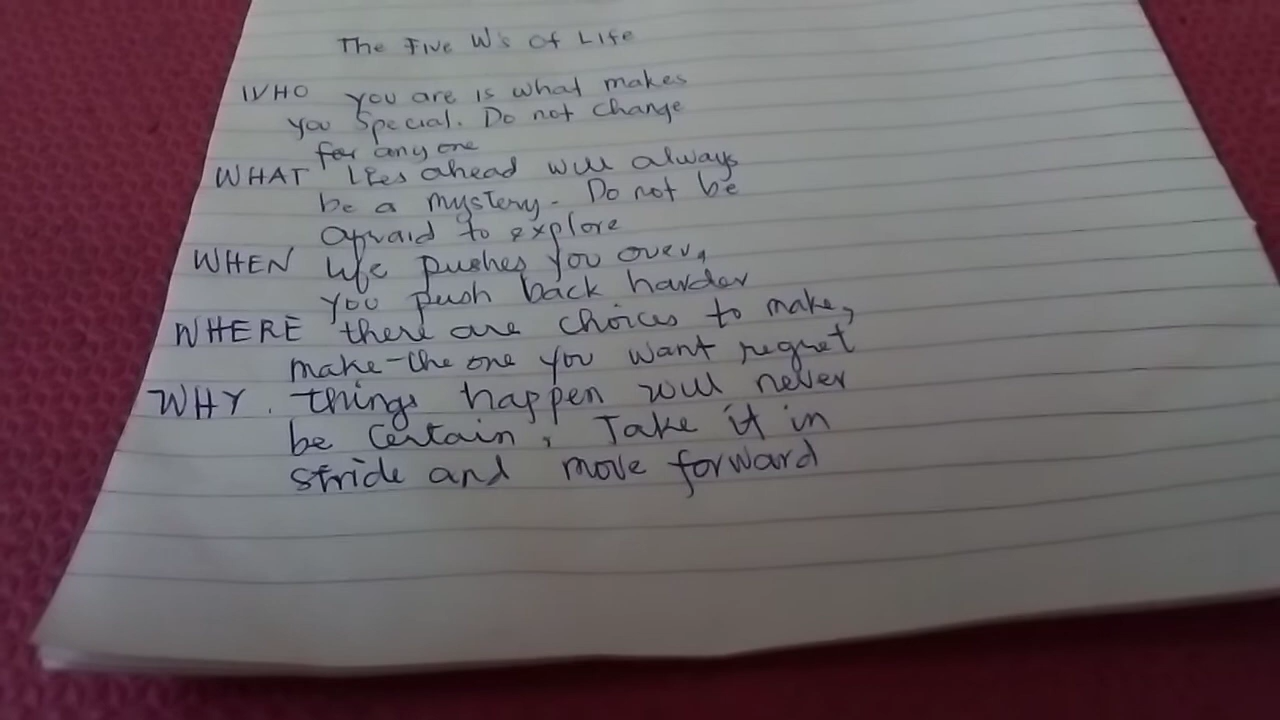 The Five W's of Life
WHO you are is what makes
you special. Do not change
for anyone
WHAT lies ahead will always
be a mystery. Do not be
afraid to explore
WHEN life pushes you over,
you push back harder
WHERE there are choices to make,
make the one you want regret
WHY. things happen will never
be certain, Take it in
stride and move forward